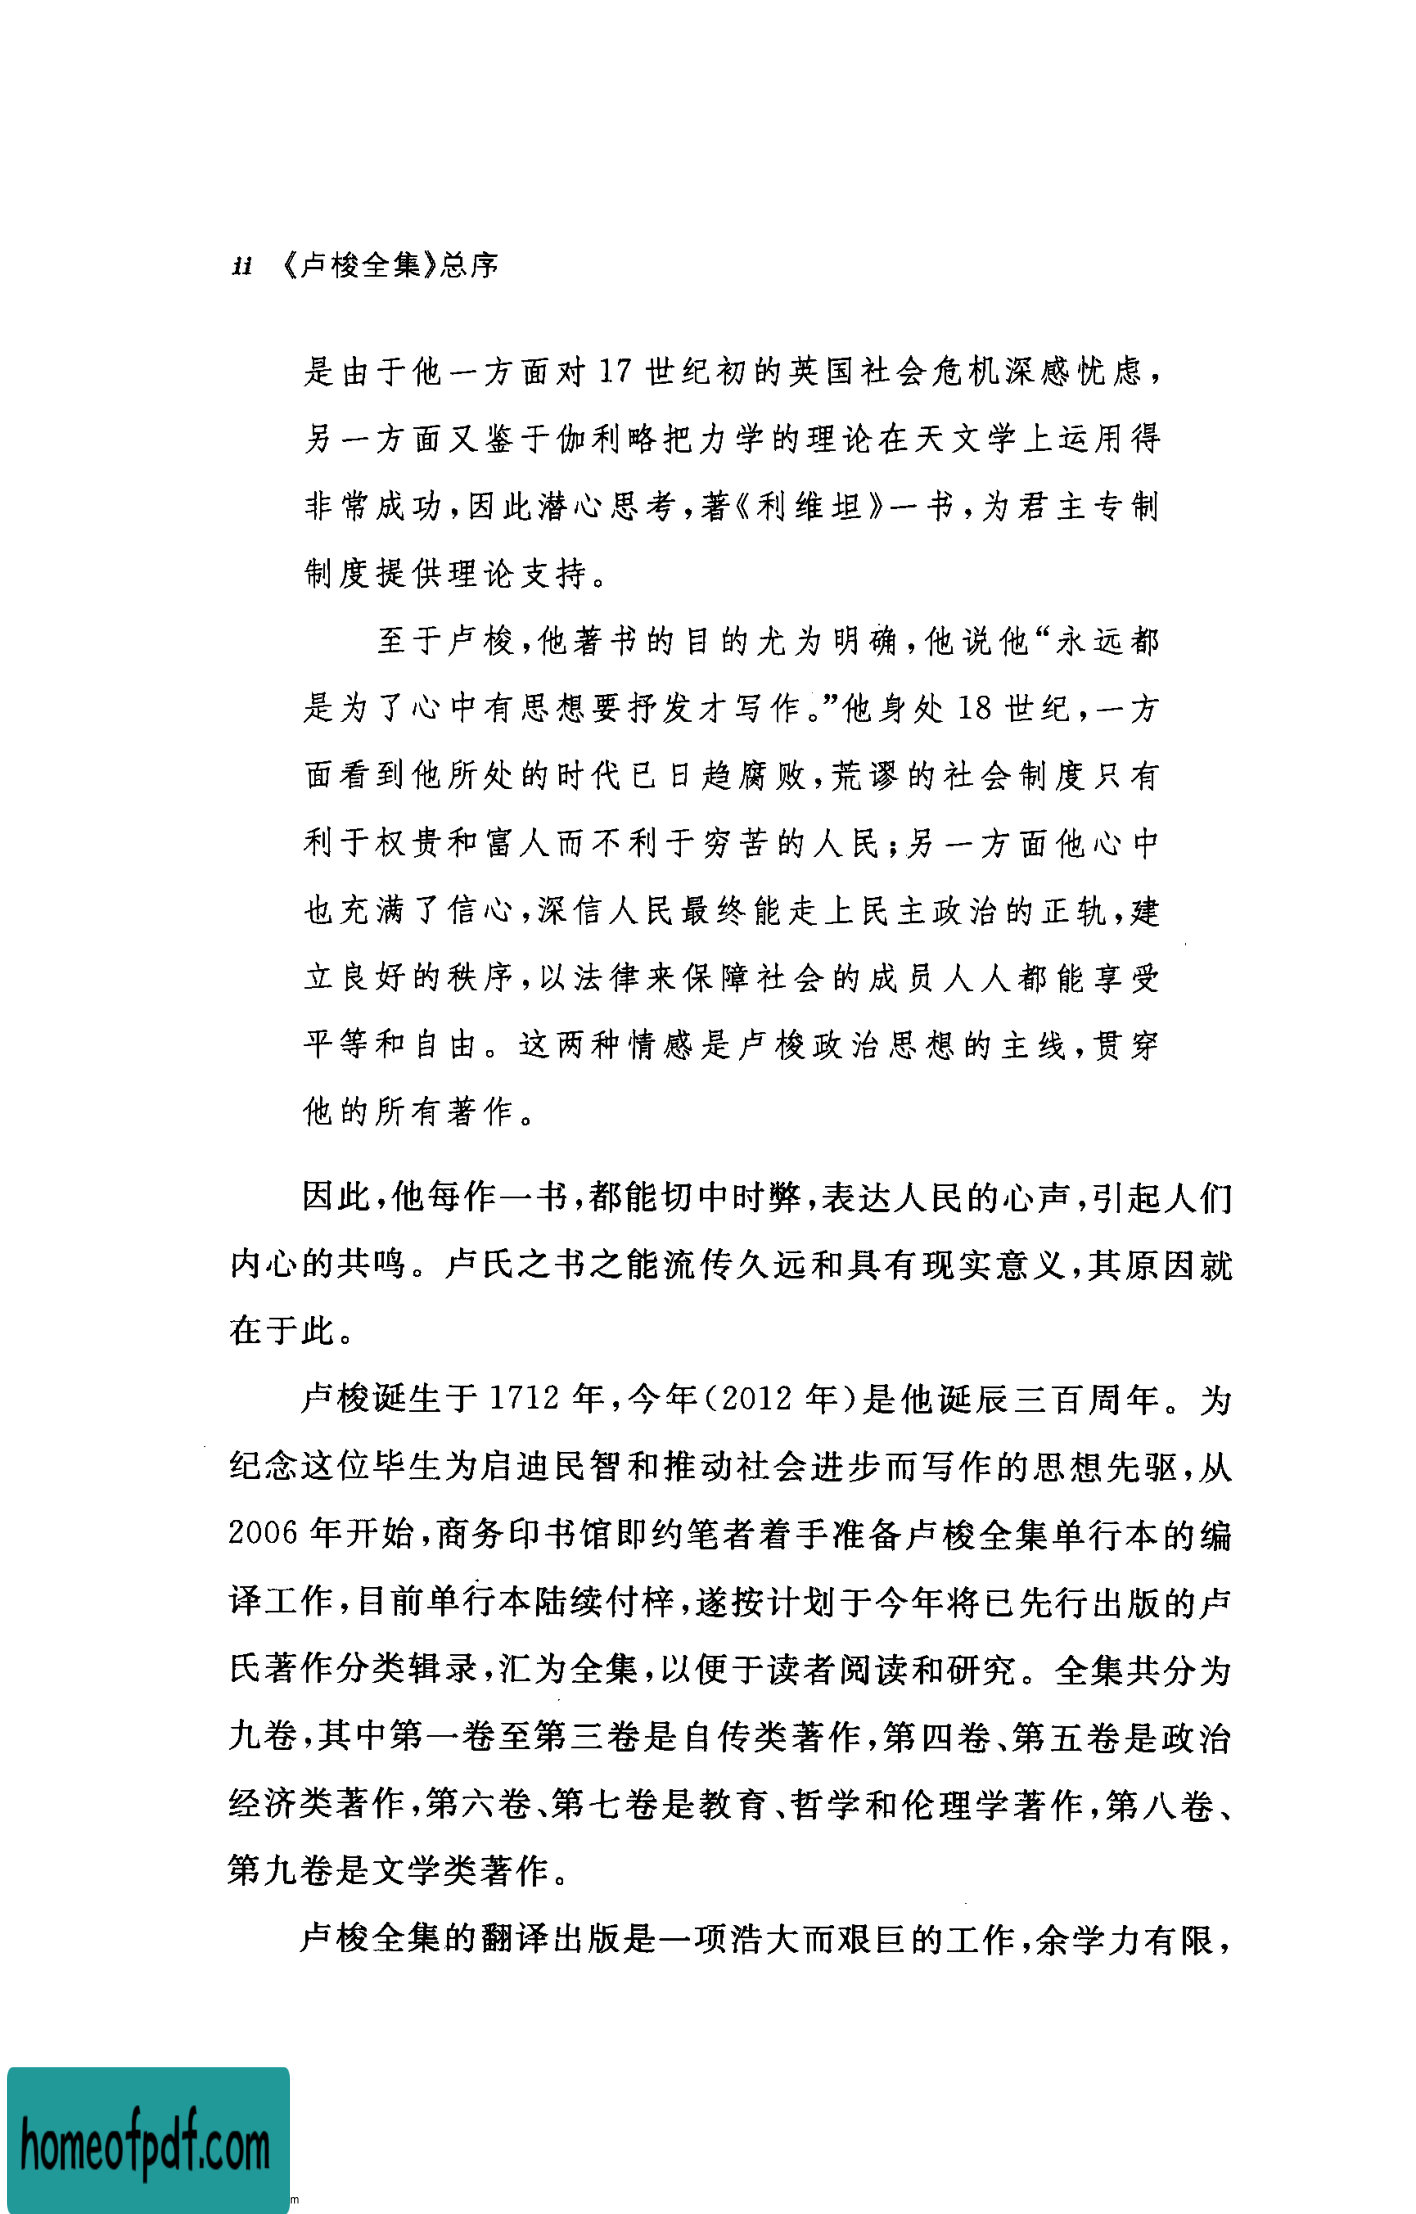 ii 《卢梭全集》总序
是由于他一方面对 17 世纪初的英国社会危机深感忧虑，
另一方面又鉴于伽利略把力学的理论在天文学上运用得
非常成功，因此潜心思考，著《利维坦》一书，为君主专制
制度提供理论支持。
至于卢梭，他著书的目的尤为明确，他说他“永远都
是为了心中有思想要抒发才写作。”他身处 18 世纪，一方
面看到他所处的时代已日趋腐败，荒谬的社会制度只有
利于权贵和富人而不利于穷苦的人民；另一方面他心中
也充满了信心，深信人民最终能走上民主政治的正轨，建
立良好的秩序，以法律来保障社会的成员人人都能享受
平等和自由。这两种情感是卢梭政治思想的主线，贯穿
他的所有著作。
因此，他每作一书，都能切中时弊，表达人民的心声，引起人们
内心的共鸣。卢氏之书之能流传久远和具有现实意义，其原因就
在于此。
卢梭诞生于 1712 年，今年（2012 年）是他诞辰三百周年。为
纪念这位毕生为启迪民智和推动社会进步而写作的思想先驱，从
2006 年开始，商务印书馆即约笔者着手准备卢梭全集单行本的编
译工作，目前单行本陆续付梓，遂按计划于今年将已先行出版的卢
氏著作分类辑录，汇为全集，以便于读者阅读和研究。全集共分为
九卷，其中第一卷至第三卷是自传类著作，第四卷、第五卷是政治
经济类著作，第六卷、第七卷是教育、哲学和伦理学著作，第八卷、
第九卷是文学类著作。
卢梭全集的翻译出版是一项浩大而艰巨的工作，余学力有限，
homeofpdf.com
m